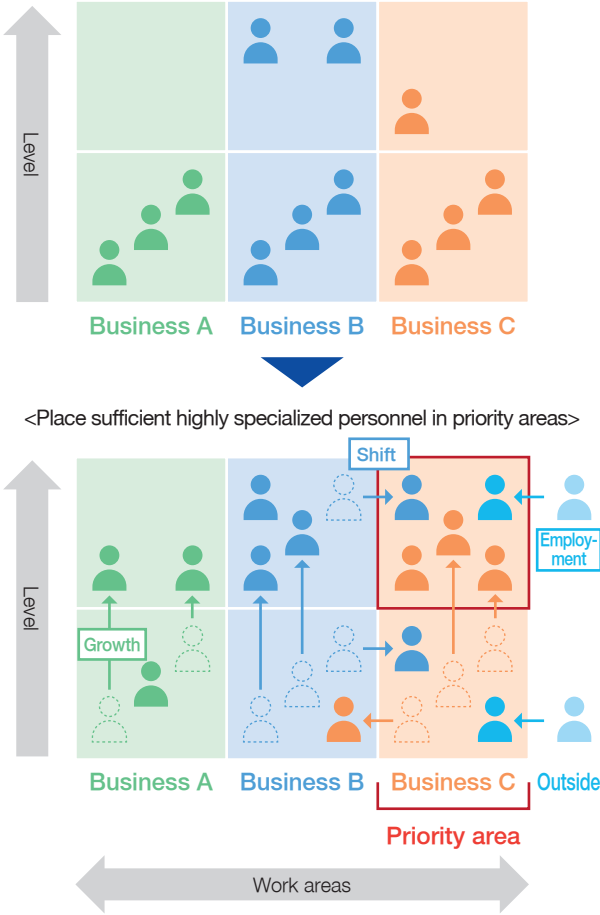 Level
Business A
Business B
Business C
<Place sufficient highly specialized personnel in priority areas>
Shift
Employ-
ment
Level
Growth
Business A
Business B
Business C
Outside
Priority area
Work areas